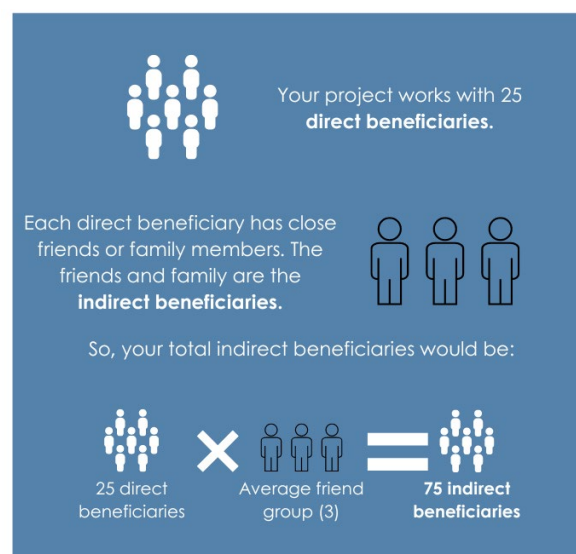 Your project works with 25
direct beneficiaries.
Each direct beneficiary has close
friends or family members. The
friends and family are the
indirect beneficiaries.
So, your total indirect beneficiaries would be:
25 direct
beneficiaries
Average friend
group (3)
75 indirect
beneficiaries